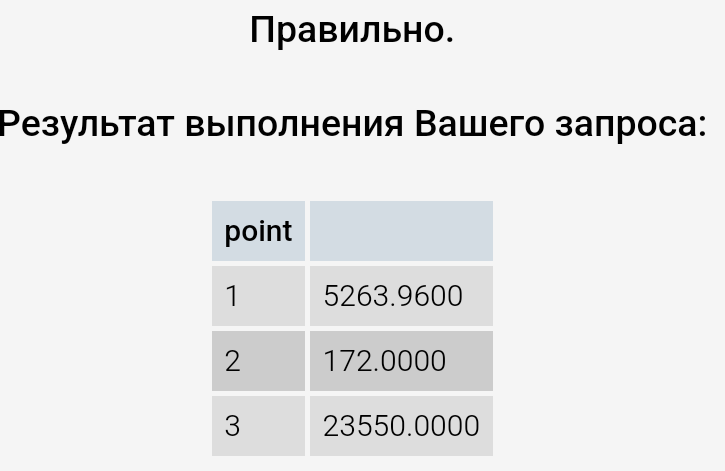 Правильно.
Результат выполнения Вашего запроса:
point
1 5263.9600
2 172.0000
3 23550.0000